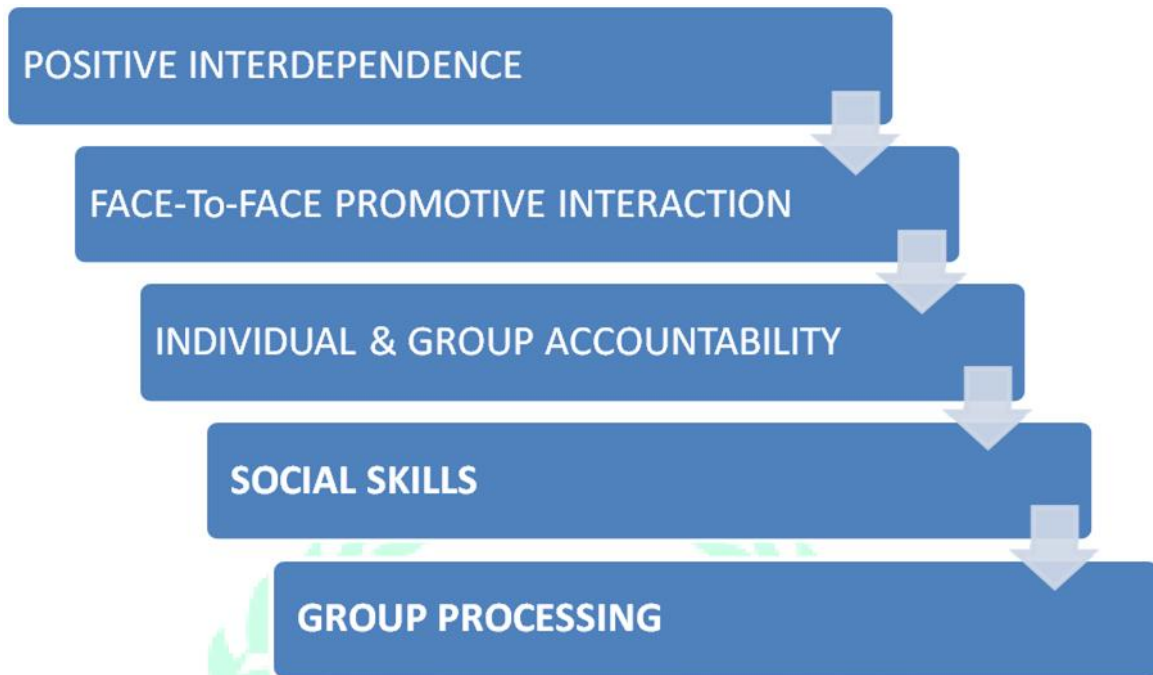 POSITIVE INTERDEPENDENCE
FACE-To-FACE PROMOTIVE INTERACTION
INDIVIDUAL & GROUP ACCOUNTABILITY
SOCIAL SKILLS
GROUP PROCESSING